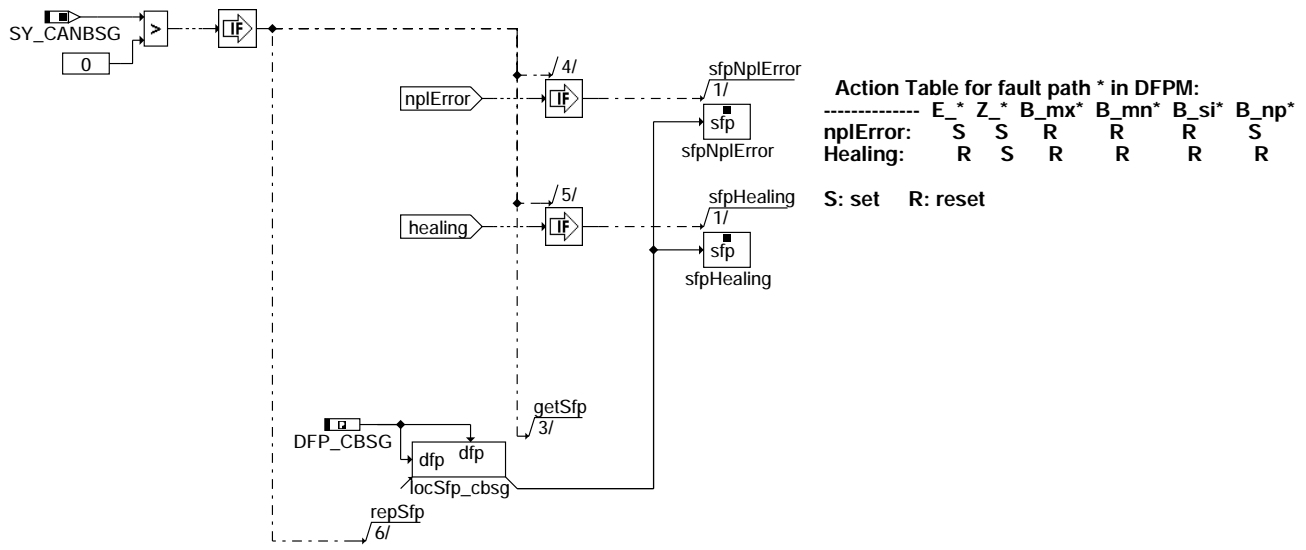 SY_CANBSG
>
IF
0
4/
nplError
IF
sfpNplError
1/
sfp
sfpNplError
Action Table for fault path * in DFPM:
-------------- E_* Z_* B_mx* B_mn* B_si* B_np*
nplError: S S R R R S
Healing: R S R R R R
S: set R: reset
5/
healing
IF
sfpHealing
1/
sfp
sfpHealing
getSfp
3/
DFP_CBSG
dfp dfp
locSfp_cbsg
repSfp
6/